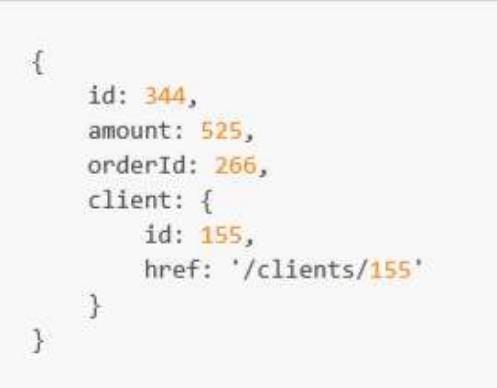 {
id: 344,
amount: 525,
orderId: 266,
client: {
id: 155,
href: '/clients/155'
}
}